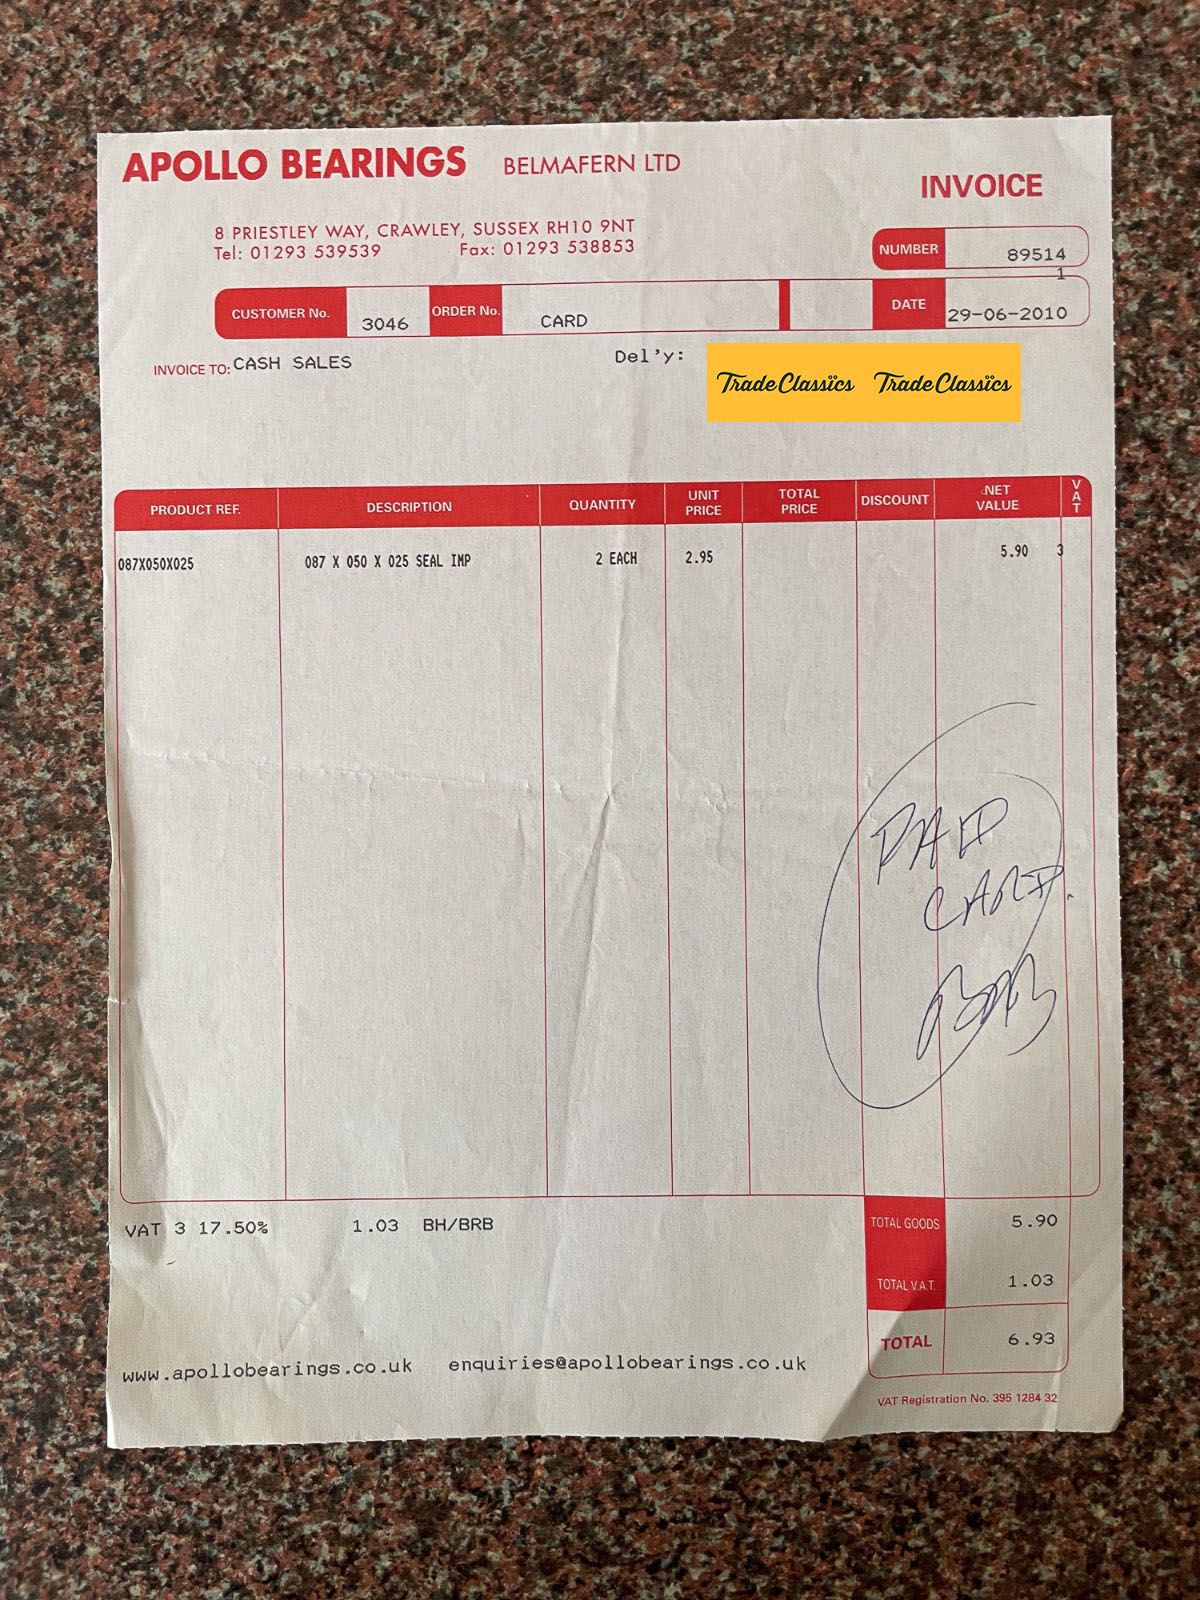 APOLLO BEARINGS BELMAFERN LTD
INVOICE
8 PRIESTLEY WAY, CRAWLEY, SUSSEX RH10 9NT
Tel: 01293 539539 Fax: 01293 538853
NUMBER 89514
1
CUSTOMER No. 3046 ORDER No. CARD DATE 29-06-2010
INVOICE TO: CASH SALES Del'y:
TradeClassics TradeClassics
PRODUCT REF. DESCRIPTION QUANTITY UNIT PRICE TOTAL PRICE DISCOUNT NET VALUE VAT
087X050X025 087 X 050 X 025 SEAL IMP 2 EACH 2.95 5.90 3
PAID
CARD.
VAT 3 17.50% 1.03 BH/BRB
TOTAL GOODS 5.90
TOTAL V.A.T. 1.03
TOTAL 6.93
www.apollobearings.co.uk enquiries@apollobearings.co.uk
VAT Registration No. 395 1284 32